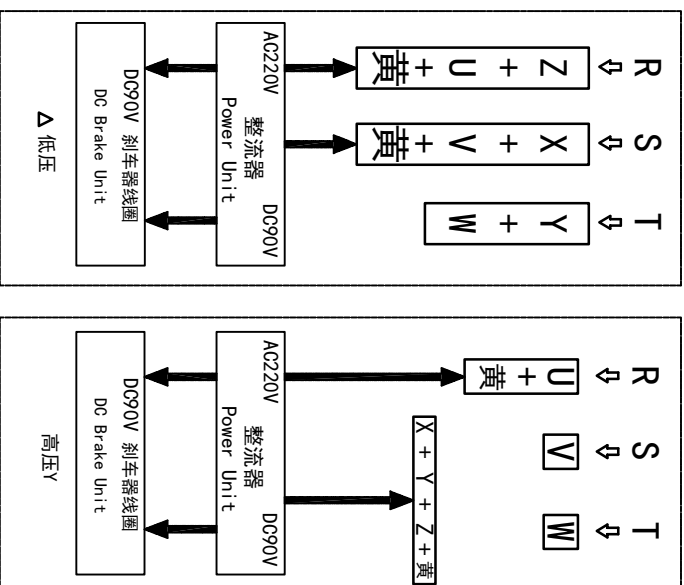 R S T
Z + U + 黄
X + V + 黄
Y + W
AC220V 整流器 DC90V
Power Unit
DC90V 刹车器线圈
DC Brake Unit
Δ 低压
R S T
U + 黄
V
W
X + Y + Z + 黄
AC220V 整流器 DC90V
Power Unit
DC90V 刹车器线圈
DC Brake Unit
高压Y